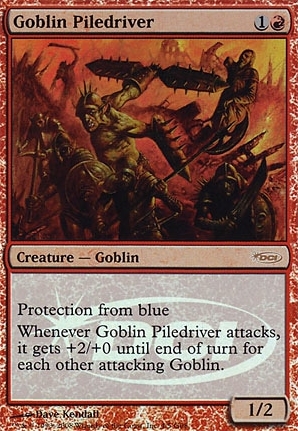 Goblin Piledriver 1
DCI
Creature — Goblin
Protection from blue
Whenever Goblin Piledriver attacks,
it gets +2/+0 until end of turn for
each other attacking Goblin.
Dave Kendall
1/2